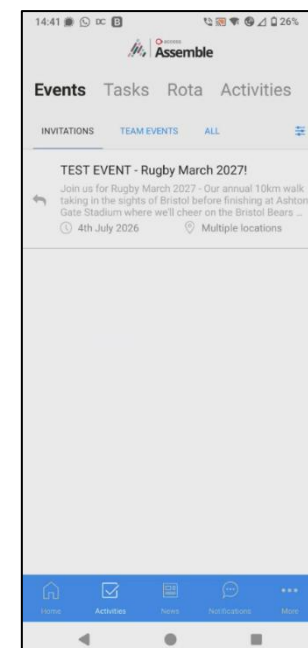 14:41 26%
access
Assemble
Events Tasks Rota Activities
INVITATIONS TEAM EVENTS ALL
TEST EVENT - Rugby March 2027!
Join us for Rugby March 2027 - Our annual 10km walk
taking in the sights of Bristol before finishing at Ashton
Gate Stadium where we'll cheer on the Bristol Bears ...
4th July 2026 Multiple locations
Home Activities News Notifications More